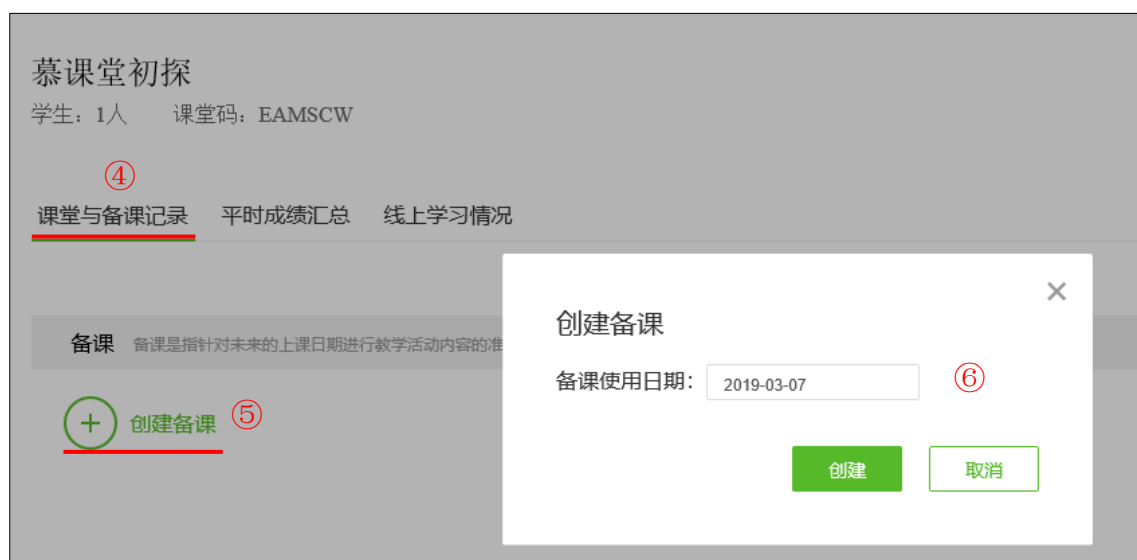 慕课堂初探
学生：1人 课堂码：EAMSCW
④
课堂与备课记录 平时成绩汇总 线上学习情况
备课 备课是指针对未来的上课日期进行教学活动内容的准
⑤
创建备课
创建备课
备课使用日期： 2019-03-07 ⑥
创建 取消